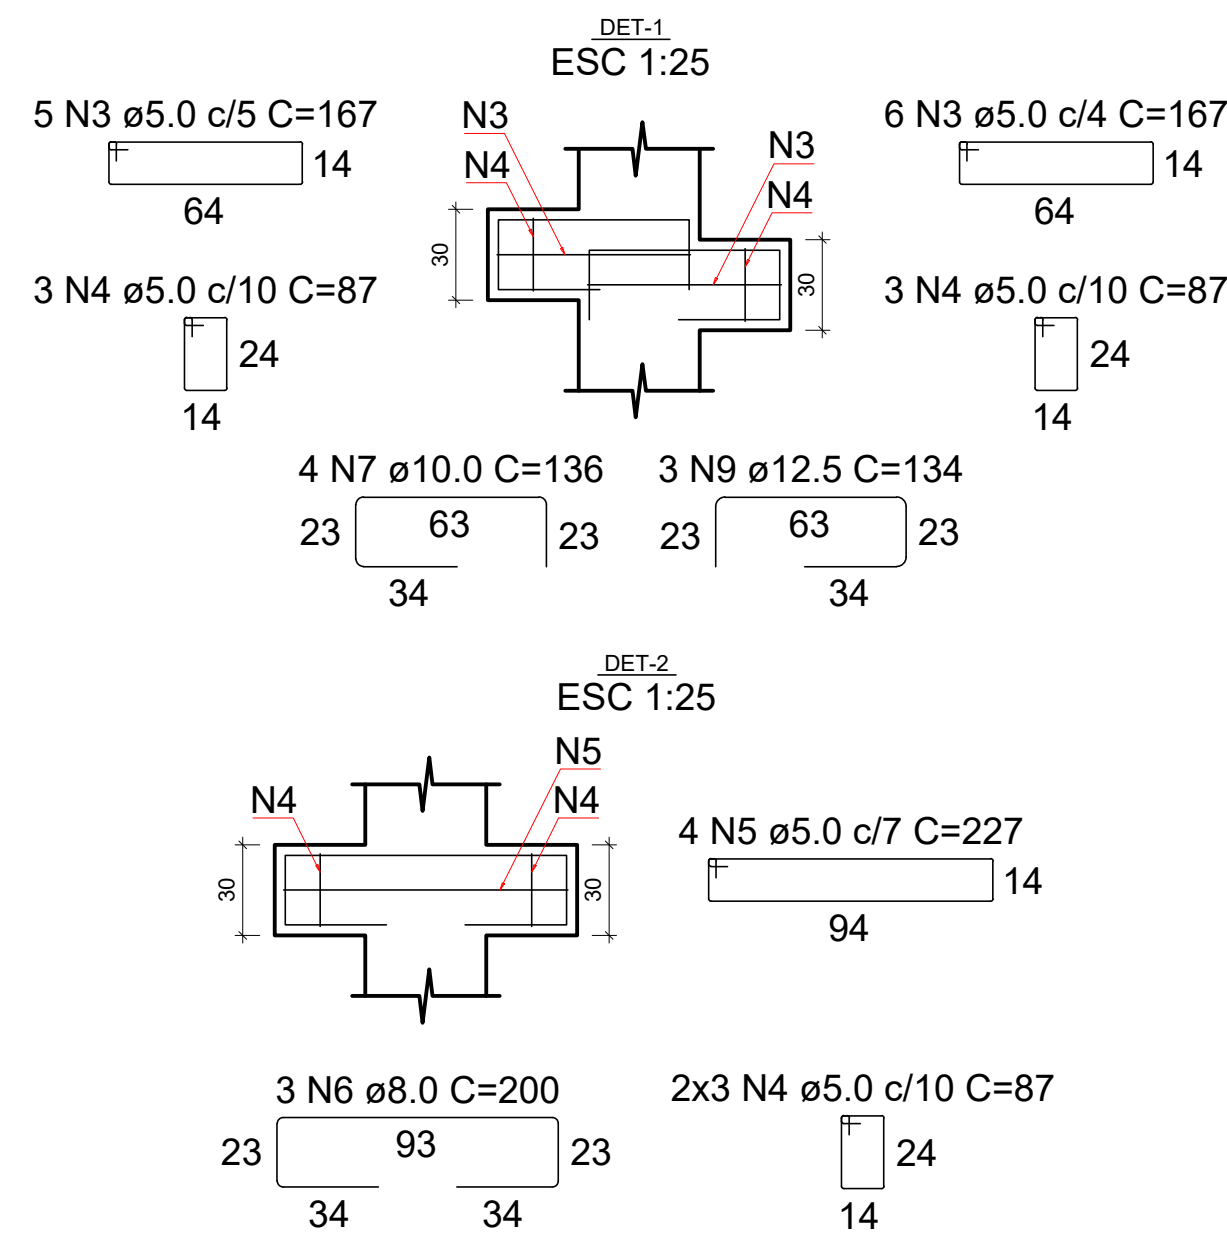 DET-1
ESC 1:25
5 N3 ø5.0 c/5 C=167
14
64
3 N4 ø5.0 c/10 C=87
24
14
N3
N4
30
N3
N4
30
6 N3 ø5.0 c/4 C=167
14
64
3 N4 ø5.0 c/10 C=87
24
14
4 N7 ø10.0 C=136
23
63
23
34
3 N9 ø12.5 C=134
23
63
23
34
DET-2
ESC 1:25
N5
N4
N4
30
30
4 N5 ø5.0 c/7 C=227
14
94
3 N6 ø8.0 C=200
23
93
23
34
34
2x3 N4 ø5.0 c/10 C=87
24
14